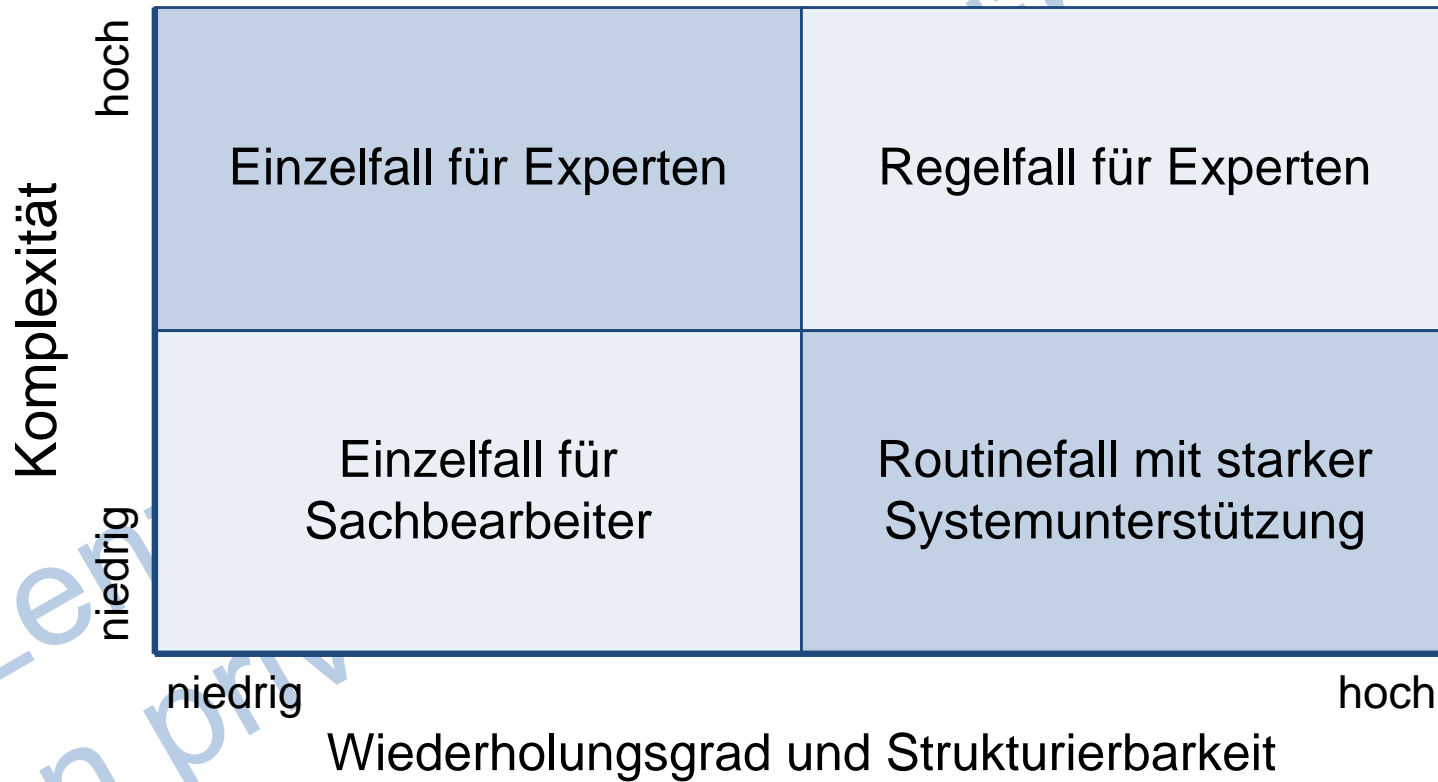 hoch
Komplexität
niedrig
Einzelfall für Experten
Regelfall für Experten
Einzelfall für
Sachbearbeiter
Routinefall mit starker
Systemunterstützung
niedrig
hoch
Wiederholungsgrad und Strukturierbarkeit